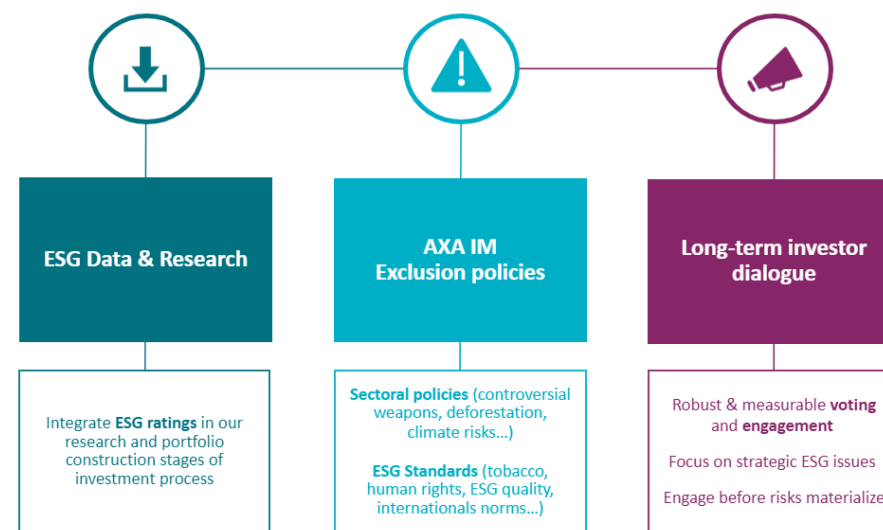 ESG Data & Research
AXA IM
Exclusion policies
Long-term investor
dialogue
Integrate ESG ratings in our
research and portfolio
construction stages of
investment process
Sectoral policies (controversial
weapons, deforestation,
climate risks...)
ESG Standards (tobacco,
human rights, ESG quality,
internationals norms...)
Robust & measurable voting
and engagement
Focus on strategic ESG issues
Engage before risks materialize